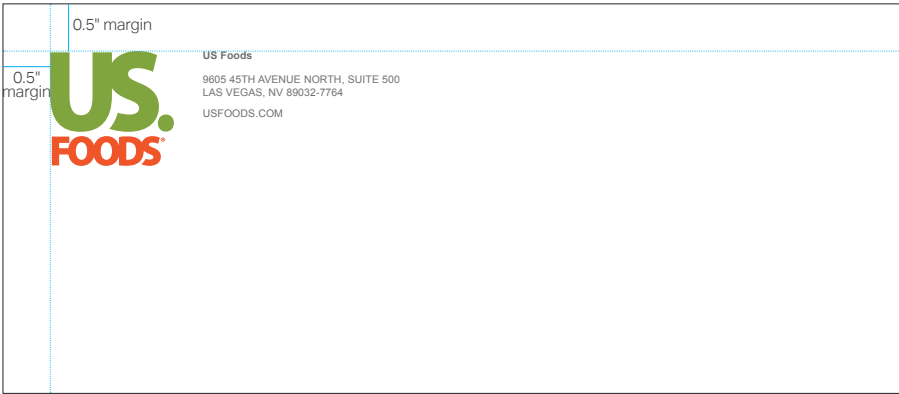 0.5" margin
0.5"
margin
US.
FOODS®
US Foods
9605 45TH AVENUE NORTH, SUITE 500
LAS VEGAS, NV 89032-7764
USFOODS.COM